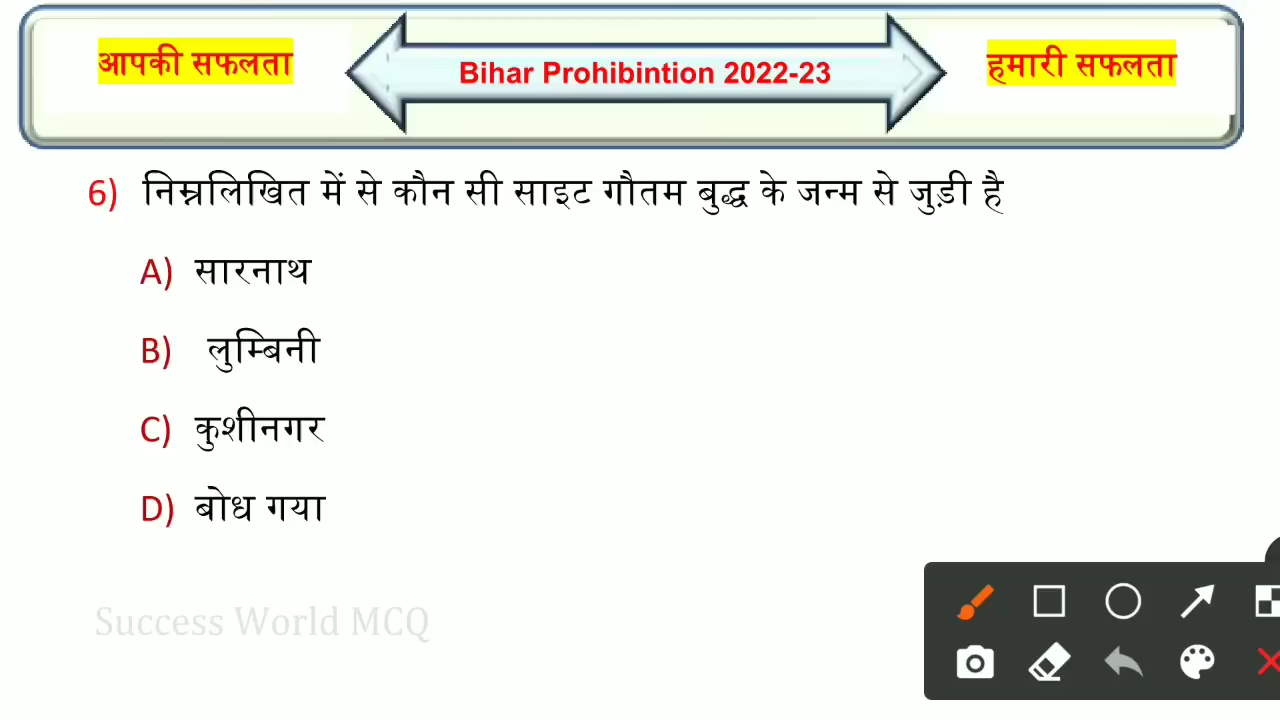 आपकी सफलता
Bihar Prohibintion 2022-23
हमारी सफलता
6) निम्नलिखित में से कौन सी साइट गौतम बुद्ध के जन्म से जुड़ी है
A) सारनाथ
B) लुम्बिनी
C) कुशीनगर
D) बोध गया
Success World MCQ